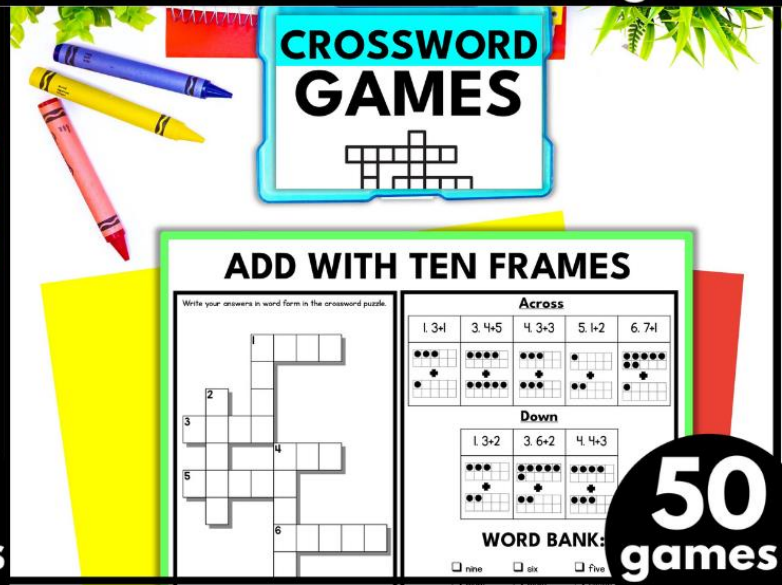 CROSSWORD
GAMES
ADD WITH TEN FRAMES
Write your answers in word form in the crossword puzzle.
1
2
3
4
5
6
Across
1. 3+1
3. 4+5
4. 3+3
5. 1+2
6. 7+1
Down
1. 3+2
3. 6+2
4. 4+3
WORD BANK:
nine
six
five
50
games
s